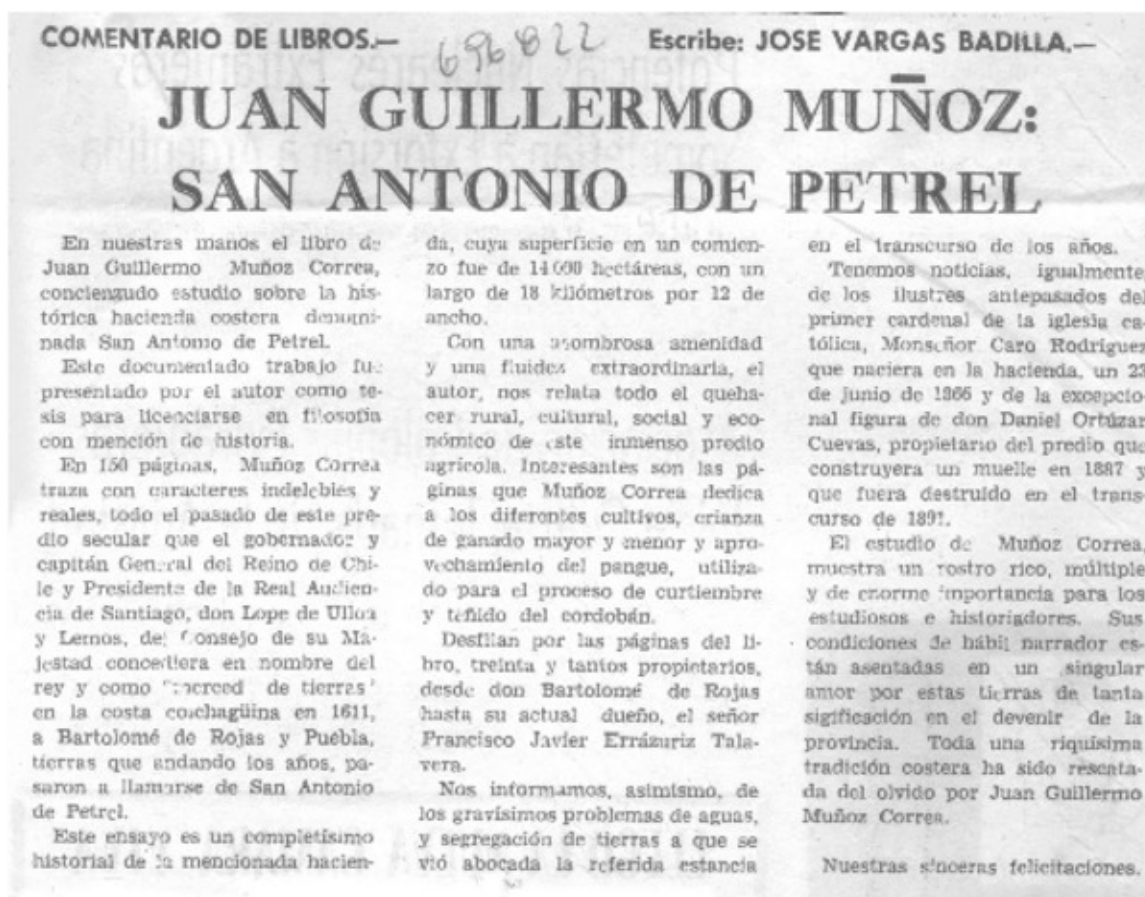 COMENTARIO DE LIBROS.—
696822
Escribe: JOSE VARGAS BADILLA.—
JUAN GUILLERMO MUÑOZ:
SAN ANTONIO DE PETREL
En nuestras manos el libro de
Juan Guillermo Muñoz Correa,
concienzudo estudio sobre la his-
tórica hacienda costera denomi-
nada San Antonio de Petrel.
Este documentado trabajo fue
presentado por el autor como te-
sis para licenciarse en filosofía
con mención de historia.
En 150 páginas, Muñoz Correa
traza con caracteres indelebles y
reales, todo el pasado de este pre-
dio secular que el gobernador y
capitán General del Reino de Chi-
le y Presidente de la Real Audien-
cia de Santiago, don Lope de Ulloa
y Lemos, del Consejo de su Ma-
jestad concediera en nombre del
rey y como "merced de tierras"
en la costa colchagüina en 1611,
a Bartolomé de Rojas y Puebla,
tierras que andando los años, pa-
saron a llamarse de San Antonio
de Petrel.
Este ensayo es un completísimo
historial de la mencionada hacien-
da, cuya superficie en un comien-
zo fue de 14000 hectáreas, con un
largo de 18 kilómetros por 12 de
ancho.
Con una asombrosa amenidad
y una fluidez extraordinaria, el
autor, nos relata todo el queha-
cer rural, cultural, social y eco-
nómico de este inmenso predio
agrícola. Interesantes son las pá-
ginas que Muñoz Correa dedica
a los diferentes cultivos, crianza
de ganado mayor y menor y apro-
vechamiento del pangue, utiliza-
do para el proceso de curtiembre
y teñido del cordobán.
Desfilan por las páginas del li-
bro, treinta y tantos propietarios,
desde don Bartolomé de Rojas
hasta su actual dueño, el señor
Francisco Javier Errázuriz Tala-
vera.
Nos informamos, asimismo, de
los gravísimos problemas de aguas,
y segregación de tierras a que se
vió abocada la referida estancia
en el transcurso de los años.
Tenemos noticias, igualmente,
de los ilustres antepasados del
primer cardenal de la iglesia ca-
tólica, Monseñor Caro Rodríguez
que naciera en la hacienda, un 23
de junio de 1866 y de la excepcio-
nal figura de don Daniel Ortúzar
Cuevas, propietario del predio que
construyera un muelle en 1887 y
que fuera destruido en el trans
curso de 1891.
El estudio de Muñoz Correa,
muestra un rostro rico, múltiple
y de enorme importancia para los
estudiosos e historiadores. Sus
condiciones de hábil narrador es-
tán asentadas en un singular
amor por estas tierras de tanta
sigificación en el devenir de la
provincia. Toda una riquísima
tradición costera ha sido rescata-
da del olvido por Juan Guillermo
Muñoz Correa.
Nuestras sinceras felicitaciones.